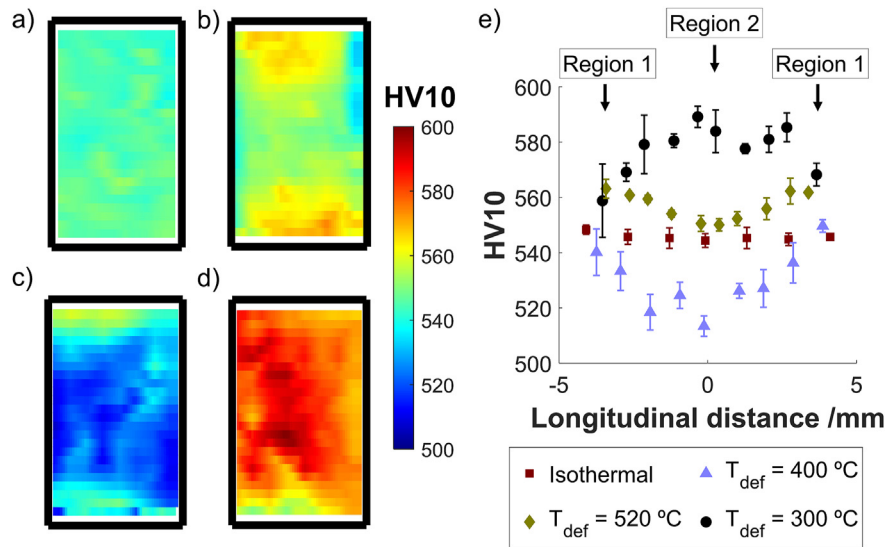 a)
b)
c)
d)
HV10
600
580
560
540
520
500
e)
Region 2
Region 1
Region 1
600
580
560
540
520
500
HV10
-5
0
5
Longitudinal distance /mm
Isothermal
T_def = 400 ºC
T_def = 520 ºC
T_def = 300 ºC